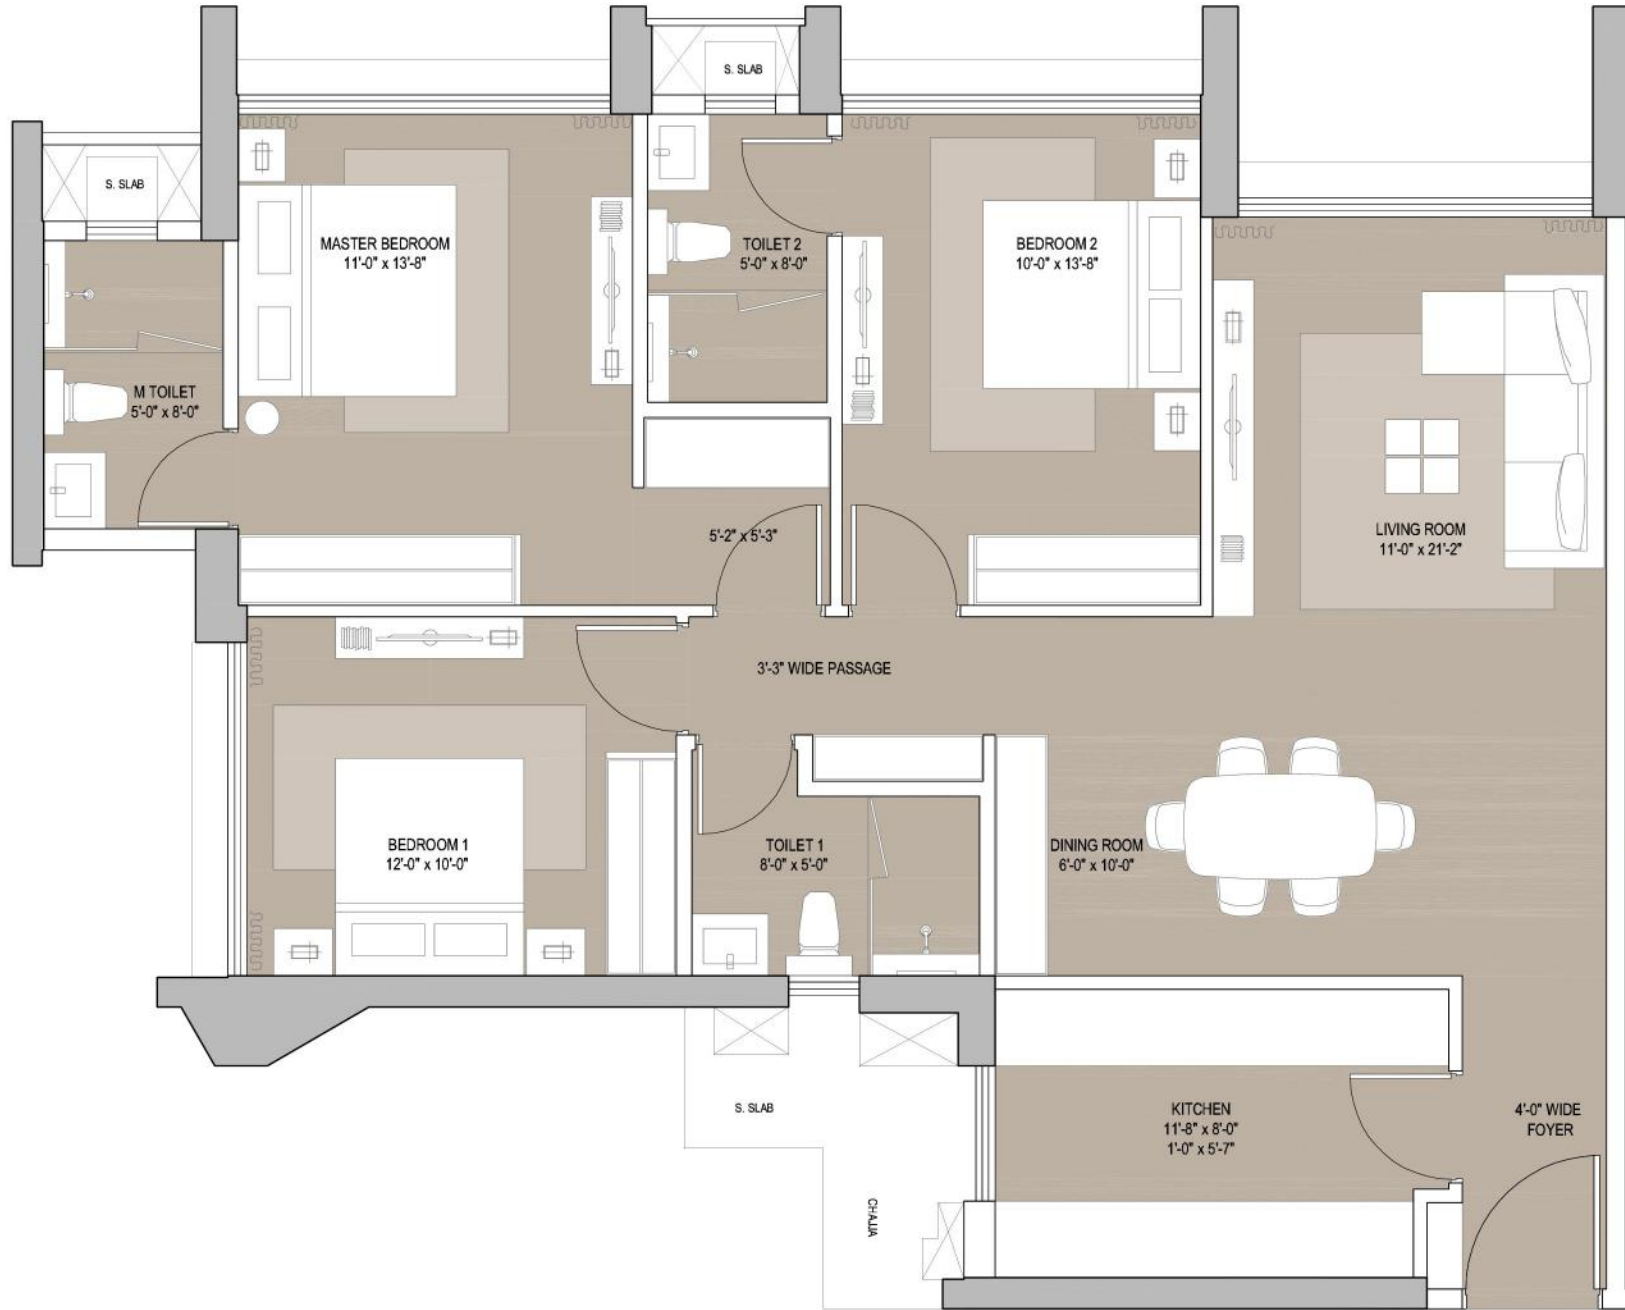 S. SLAB
S. SLAB
MASTER BEDROOM
11'-0" x 13'-8"
TOILET 2
5'-0" x 8'-0"
BEDROOM 2
10'-0" x 13'-8"
M TOILET
5'-0" x 8'-0"
LIVING ROOM
11'-0" x 21'-2"
5'-2" x 5'-3"
3'-3" WIDE PASSAGE
BEDROOM 1
12'-0" x 10'-0"
TOILET 1
8'-0" x 5'-0"
DINING ROOM
6'-0" x 10'-0"
S. SLAB
KITCHEN
11'-8" x 8'-0"
1'-0" x 5'-7"
4'-0" WIDE
FOYER
CHAJJA